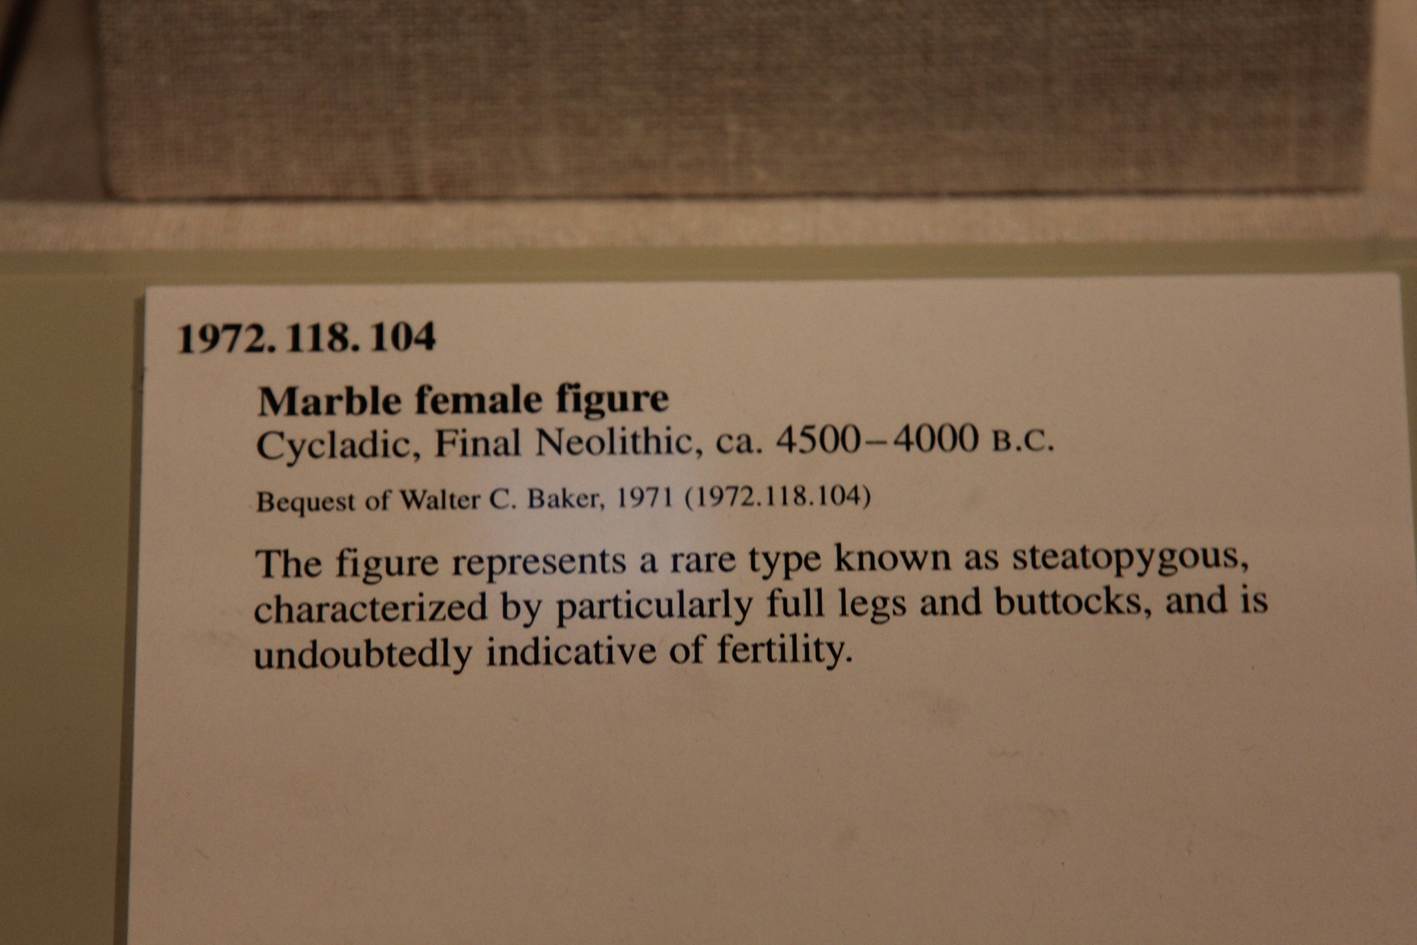 1972.118.104
Marble female figure
Cycladic, Final Neolithic, ca. 4500–4000 B.C.
Bequest of Walter C. Baker, 1971 (1972.118.104)
The figure represents a rare type known as steatopygous,
characterized by particularly full legs and buttocks, and is
undoubtedly indicative of fertility.